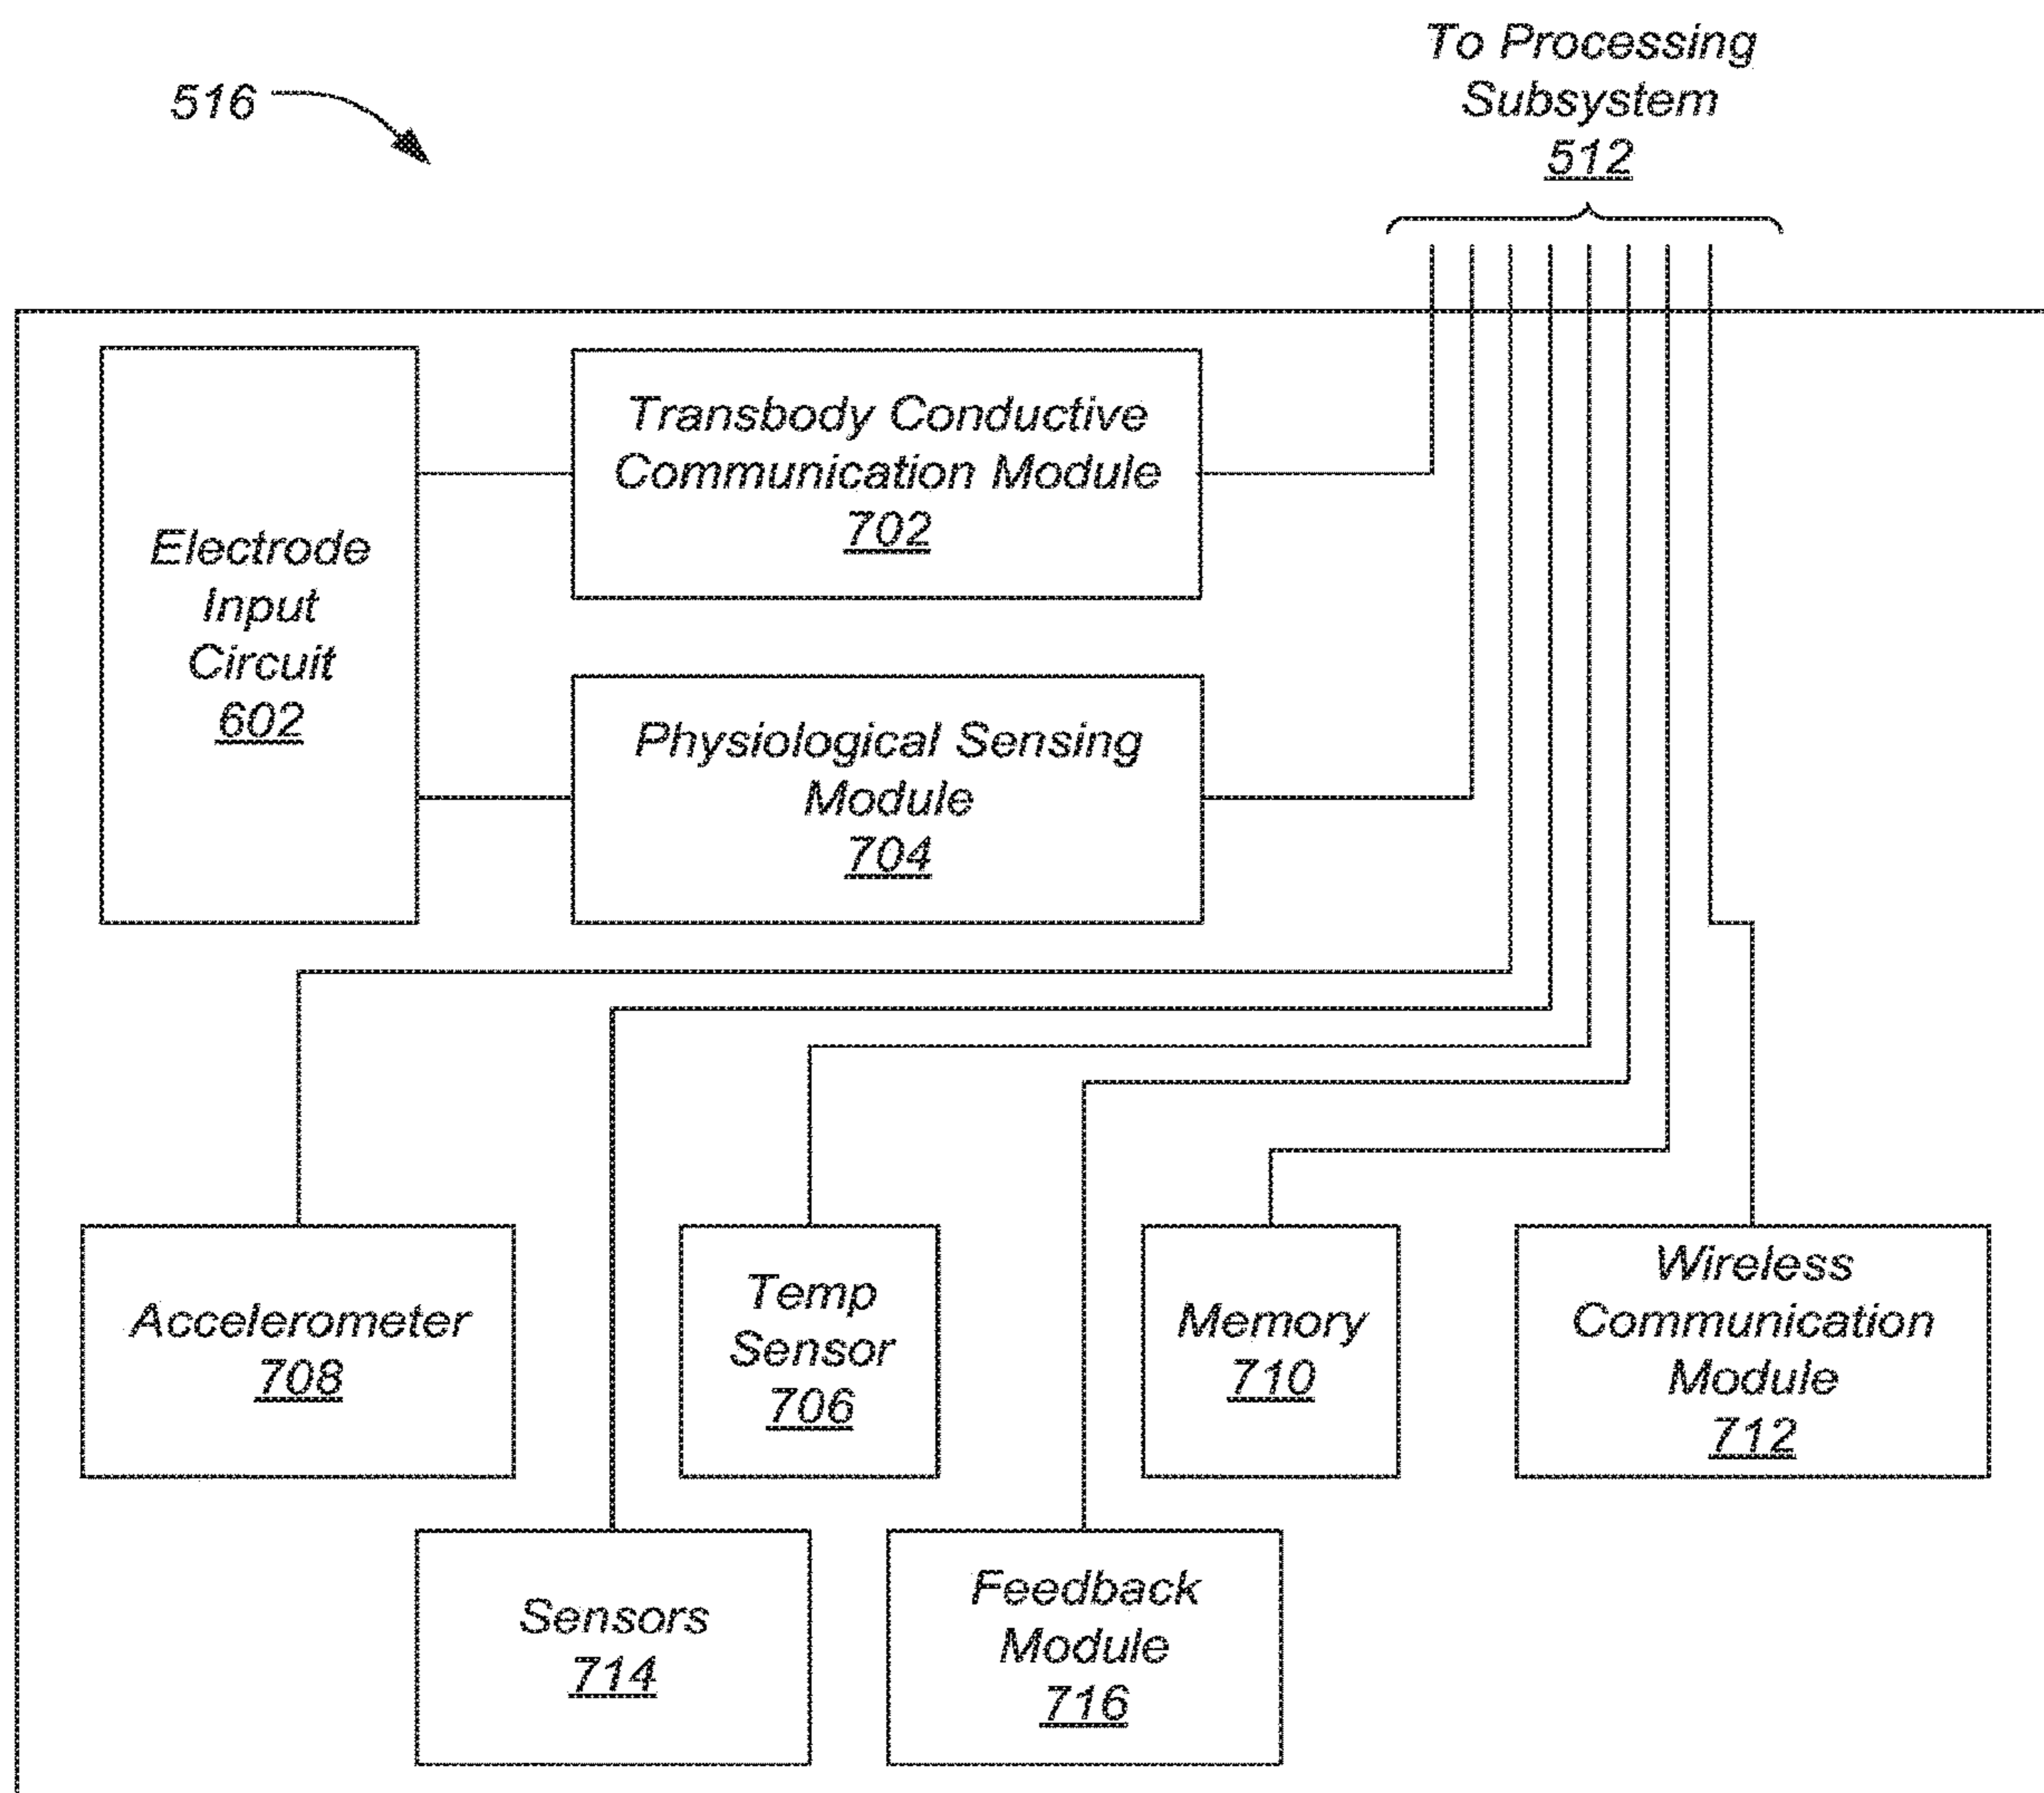 To Processing
Subsystem
512
516
Transbody Conductive
Communication Module
702
Electrode
Input
Circuit
602
Physiological Sensing
Module
704
Accelerometer
708
Temp
Sensor
706
Memory
710
Wireless
Communication
Module
712
Sensors
714
Feedback
Module
716